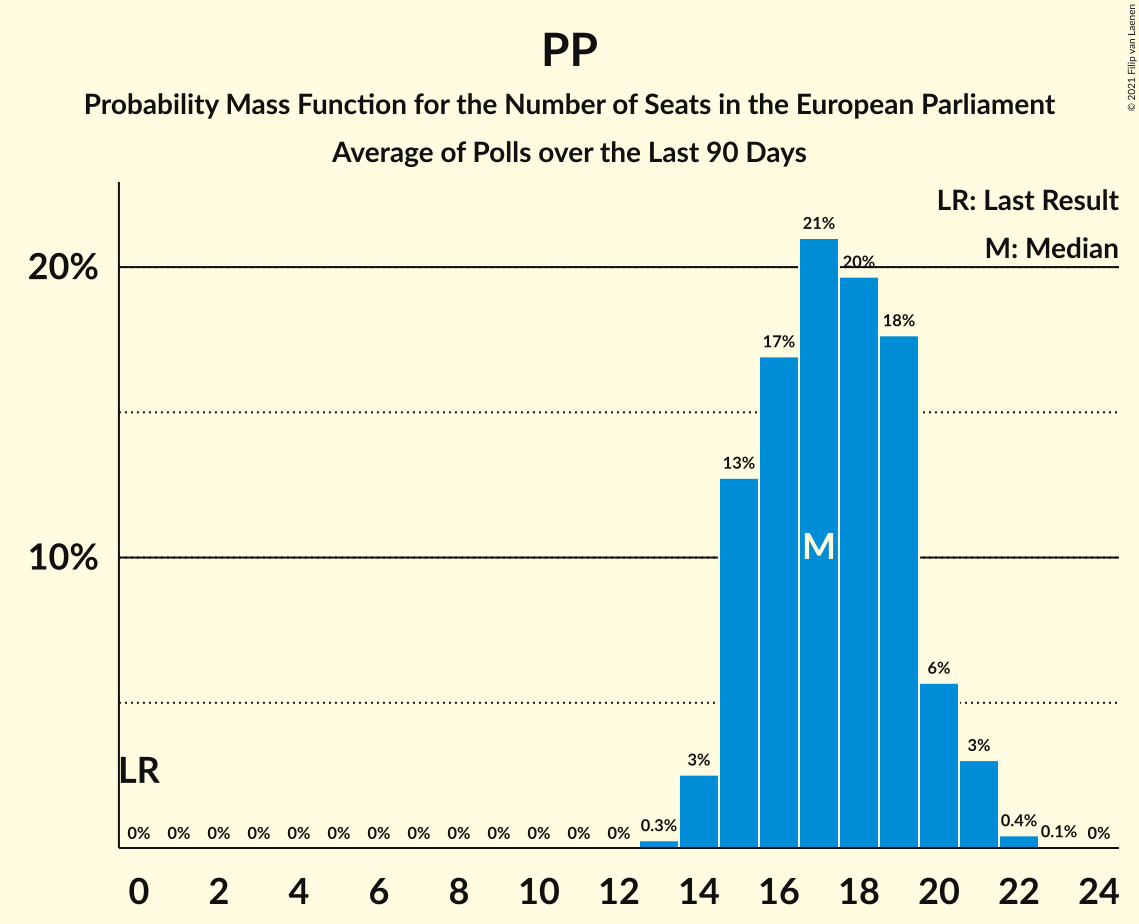 PP
Probability Mass Function for the Number of Seats in the European Parliament
Average of Polls over the Last 90 Days
© 2021 Filip van Laenen
LR: Last Result
M: Median
20%
10%
21%
20%
18%
17%
13%
M
6%
3%
3%
LR
0% 0% 0% 0% 0% 0% 0% 0% 0% 0% 0% 0% 0% 0.3% 0.4% 0.1% 0%
0 2 4 6 8 10 12 14 16 18 20 22 24